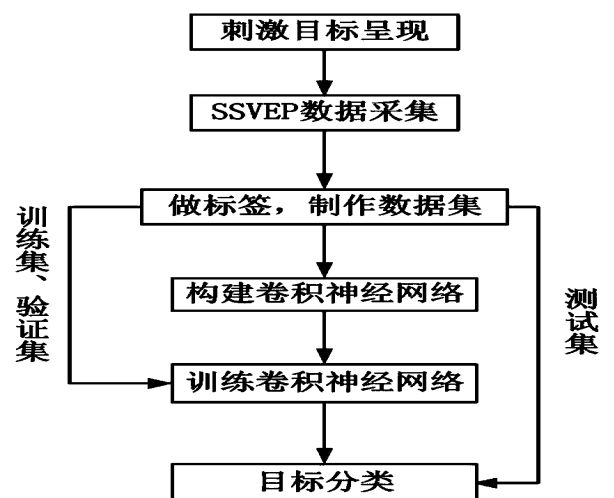 刺激目标呈现
SSVEP数据采集
做标签，制作数据集
训练集、验证集
构建卷积神经网络
测试集
训练卷积神经网络
目标分类